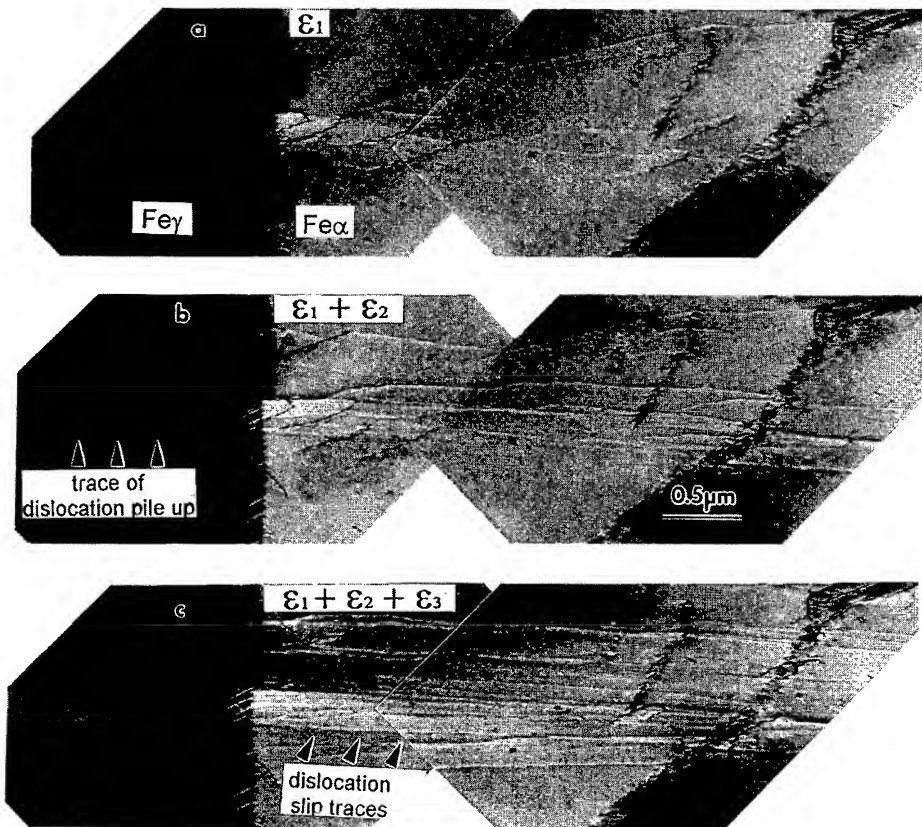 a
ε₁
Feγ
Feα
b
ε₁ + ε₂
trace of
dislocation pile up
0.5μm
c
ε₁ + ε₂ + ε₃
dislocation
slip traces